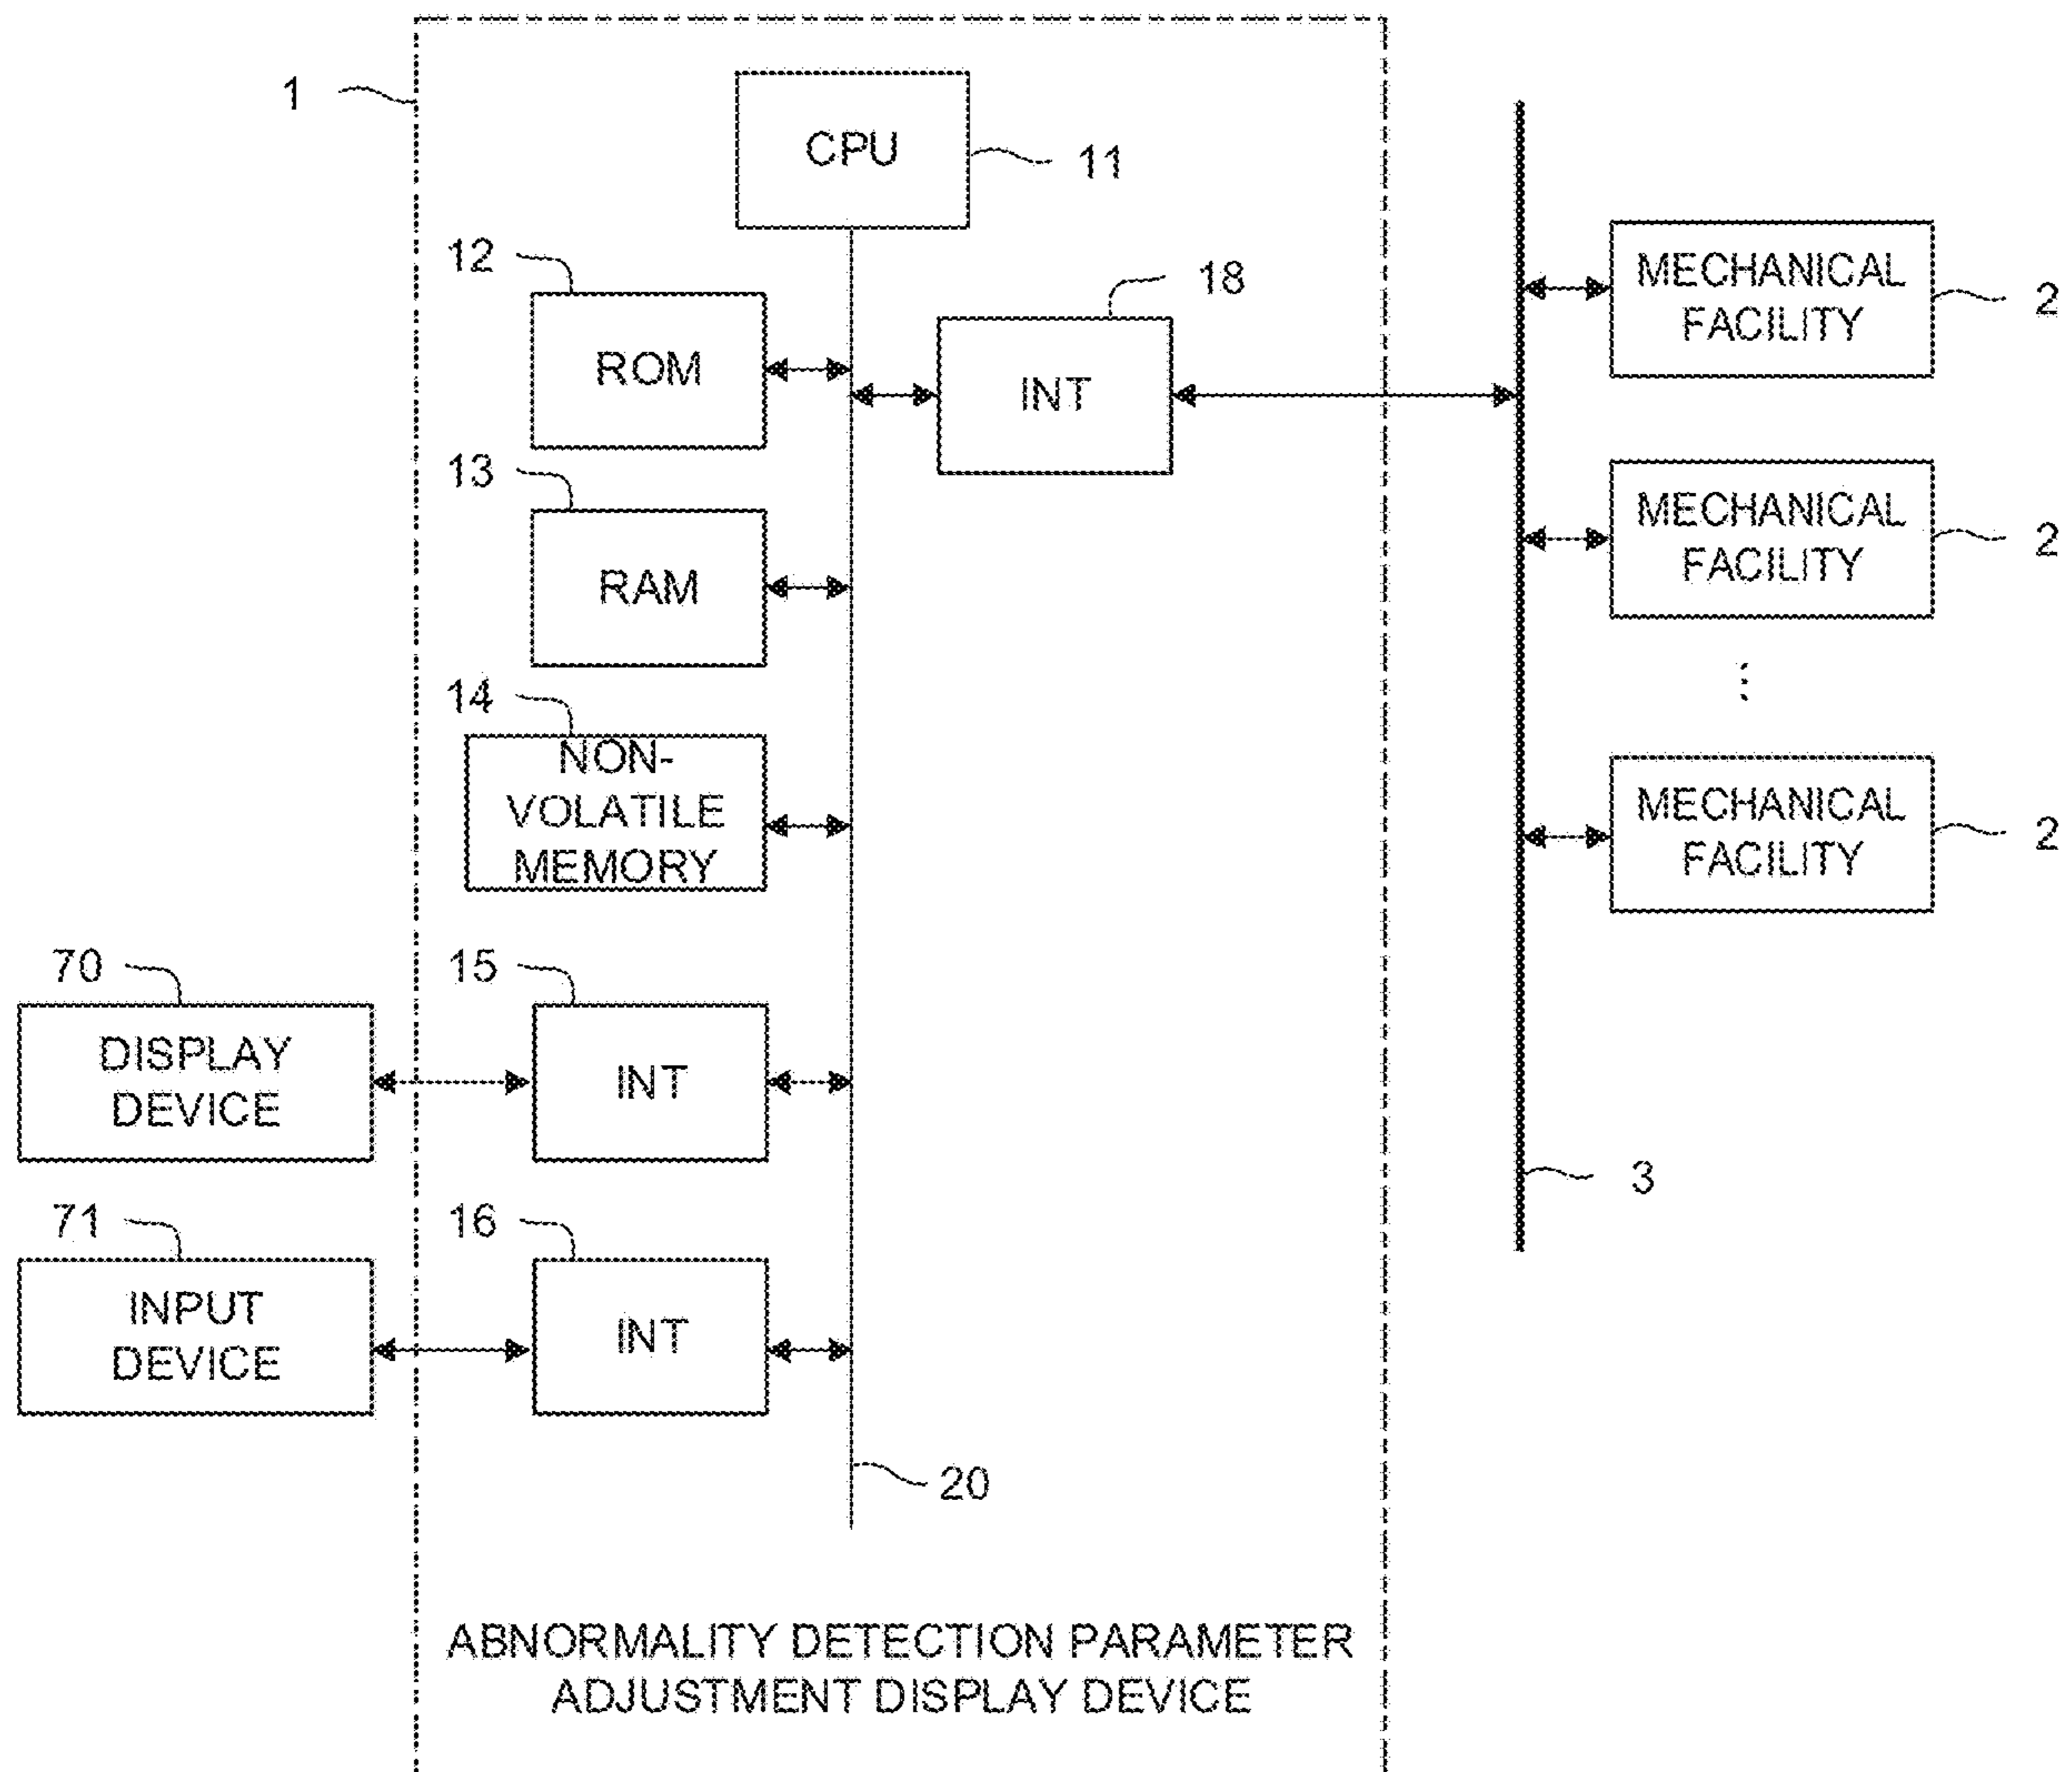 1
CPU
11
12
ROM
18
INT
13
RAM
14
NON-
VOLATILE
MEMORY
70
DISPLAY
DEVICE
15
INT
71
INPUT
DEVICE
16
INT
20
MECHANICAL
FACILITY
2
MECHANICAL
FACILITY
2
⋮
MECHANICAL
FACILITY
2
3
ABNORMALITY DETECTION PARAMETER
ADJUSTMENT DISPLAY DEVICE